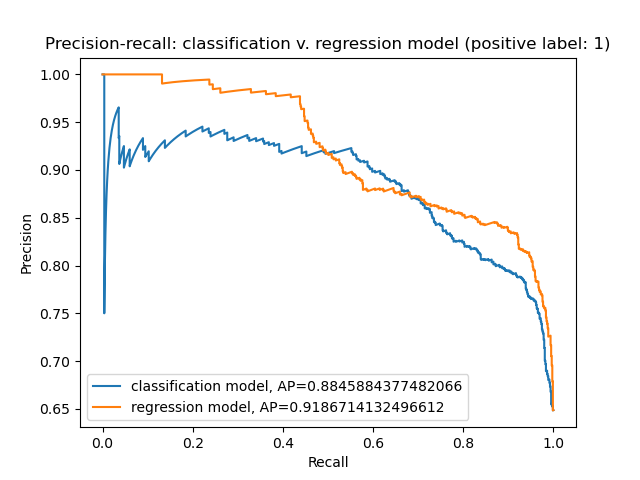 Precision-recall: classification v. regression model (positive label: 1)
1.00
0.95
0.90
0.85
0.80
0.75
0.70
0.65
Precision
classification model, AP=0.8845884377482066
regression model, AP=0.9186714132496612
0.0 0.2 0.4 0.6 0.8 1.0
Recall